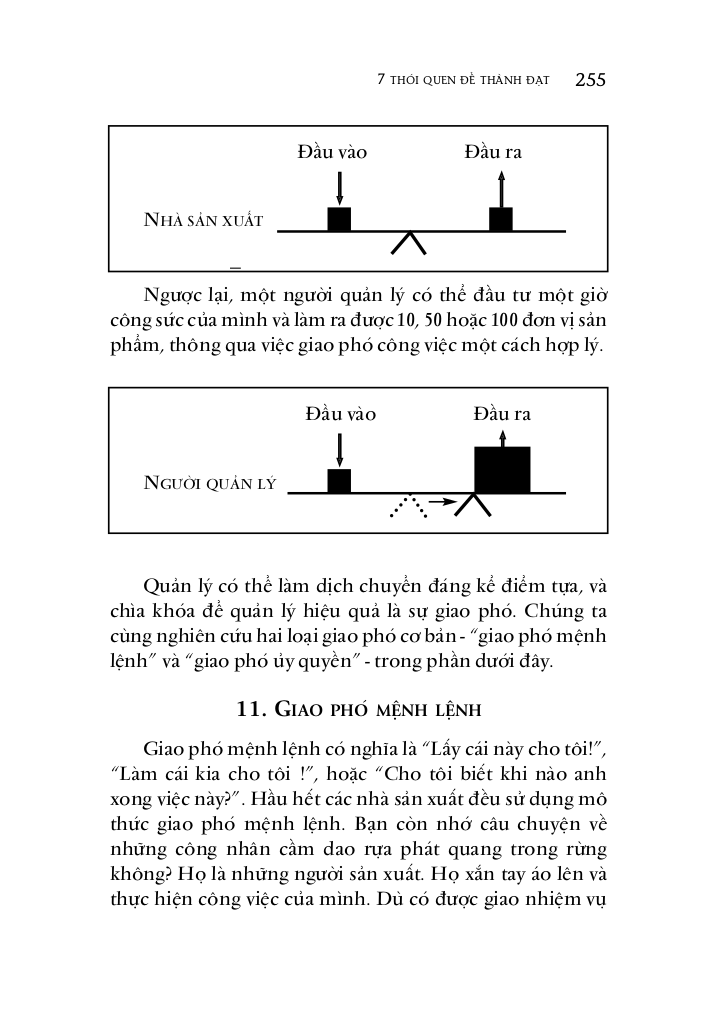 7 THÓI QUEN ĐỂ THÀNH ĐẠT 255
Đầu vào Đầu ra
NHÀ SẢN XUẤT
Ngược lại, một người quản lý có thể đầu tư một giờ
công sức của mình và làm ra được 10, 50 hoặc 100 đơn vị sản
phẩm, thông qua việc giao phó công việc một cách hợp lý.
Đầu vào Đầu ra
NGƯỜI QUẢN LÝ
Quản lý có thể làm dịch chuyển đáng kể điểm tựa, và
chìa khóa để quản lý hiệu quả là sự giao phó. Chúng ta
cùng nghiên cứu hai loại giao phó cơ bản - “giao phó mệnh
lệnh” và “giao phó ủy quyền” - trong phần dưới đây.
11. GIAO PHÓ MỆNH LỆNH
Giao phó mệnh lệnh có nghĩa là “Lấy cái này cho tôi!”,
“Làm cái kia cho tôi !”, hoặc “Cho tôi biết khi nào anh
xong việc này?”. Hầu hết các nhà sản xuất đều sử dụng mô
thức giao phó mệnh lệnh. Bạn còn nhớ câu chuyện về
những công nhân cầm dao rựa phát quang trong rừng
không? Họ là những người sản xuất. Họ xắn tay áo lên và
thực hiện công việc của mình. Dù có được giao nhiệm vụ